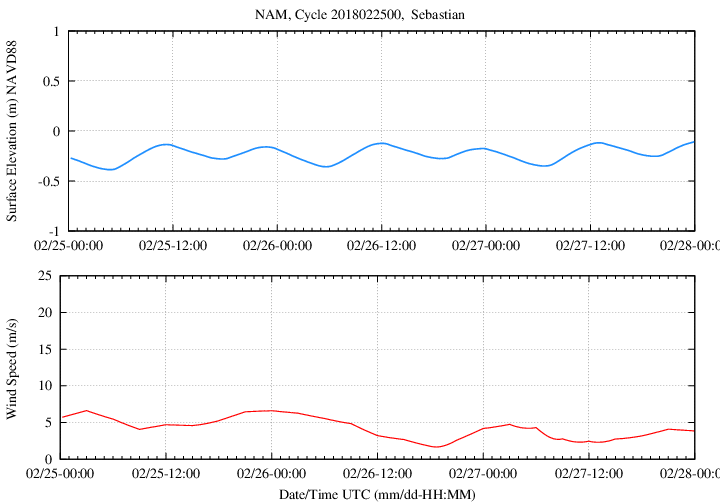 NAM, Cycle 2018022500,  Sebastian
Surface Elevation (m) NAVD88
1
0.5
0
-0.5
-1
02/25-00:00 02/25-12:00 02/26-00:00 02/26-12:00 02/27-00:00 02/27-12:00 02/28-00:00
Wind Speed (m/s)
25
20
15
10
5
0
02/25-00:00 02/25-12:00 02/26-00:00 02/26-12:00 02/27-00:00 02/27-12:00 02/28-00:00
Date/Time UTC (mm/dd-HH:MM)